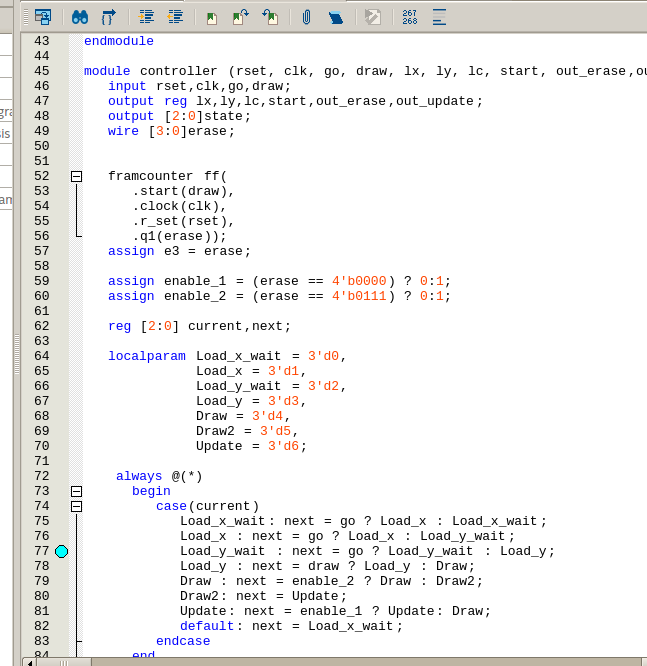 267
268
43 endmodule
44
45 module controller (rset, clk, go, draw, lx, ly, lc, start, out_erase,ou
46 input rset,clk,go,draw;
47 output reg lx,ly,lc,start,out_erase,out_update;
48 output [2:0]state;
49 wire [3:0]erase;
50
51
52 framcounter ff(
53 .start(draw),
54 .clock(clk),
55 .r_set(rset),
56 .q1(erase));
57 assign e3 = erase;
58
59 assign enable_1 = (erase == 4'b0000) ? 0:1;
60 assign enable_2 = (erase == 4'b0111) ? 0:1;
61
62 reg [2:0] current,next;
63
64 localparam Load_x_wait = 3'd0,
65 Load_x = 3'd1,
66 Load_y_wait = 3'd2,
67 Load_y = 3'd3,
68 Draw = 3'd4,
69 Draw2 = 3'd5,
70 Update = 3'd6;
71
72 always @(*)
73 begin
74 case(current)
75 Load_x_wait: next = go ? Load_x : Load_x_wait;
76 Load_x : next = go ? Load_x : Load_y_wait;
77 Load_y_wait : next = go ? Load_y_wait : Load_y;
78 Load_y : next = draw ? Load_y : Draw;
79 Draw : next = enable_2 ? Draw : Draw2;
80 Draw2: next = Update;
81 Update: next = enable_1 ? Update: Draw;
82 default: next = Load_x_wait;
83 endcase
84 end